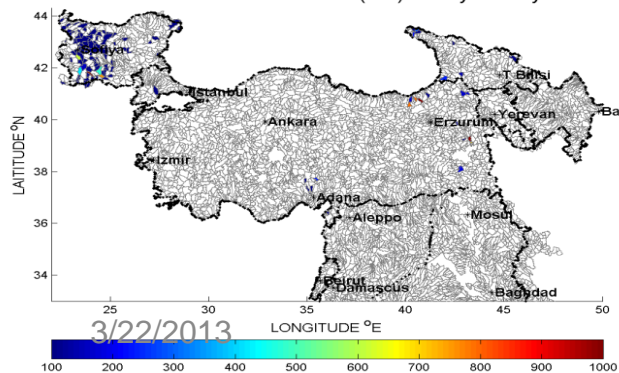 44
42
40
38
36
34
LAITITUDE °N
T Bilisi
Istanbul
Ankara
Erzurum
Yerevan
Ba
Izmir
Adana
Aleppo
Mosul
Beirut
Damascus
Baghdad
25 30 35 40 45 50
3/22/2013
LONGITUDE °E
100 200 300 400 500 600 700 800 900 1000